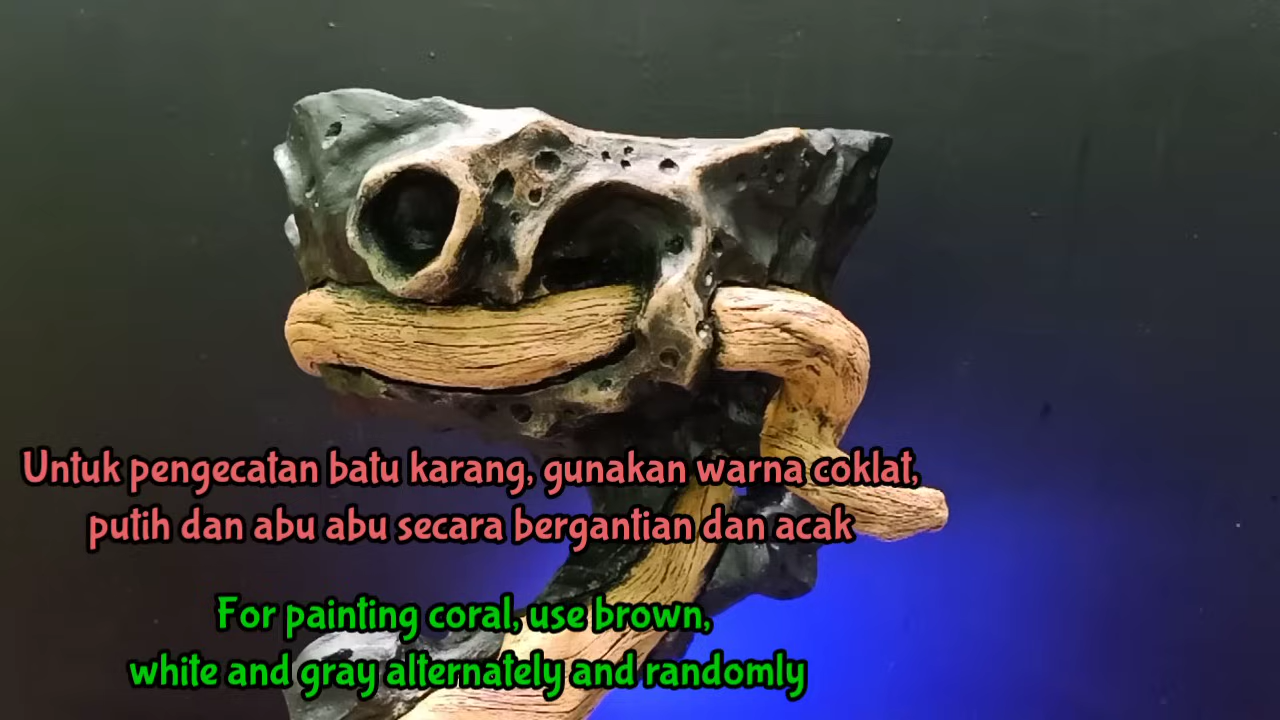 Untuk pengecatan batu karang, gunakan warna coklat,
putih dan abu abu secara bergantian dan acak
For painting coral, use brown,
white and gray alternately and randomly